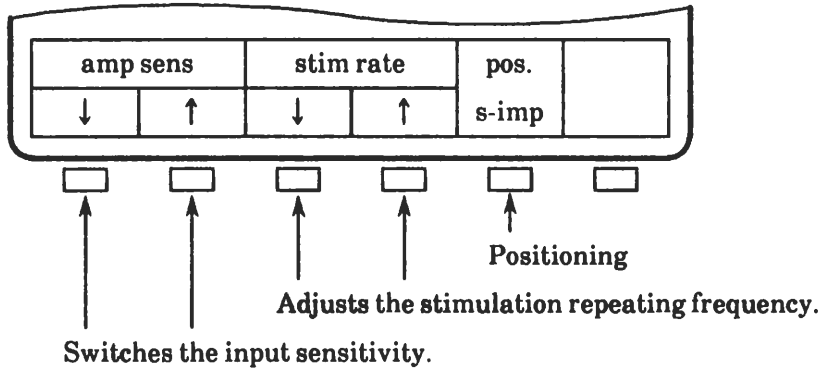 amp sens stim rate pos.
↓ ↑ ↓ ↑ s-imp
Positioning
Adjusts the stimulation repeating frequency.
Switches the input sensitivity.